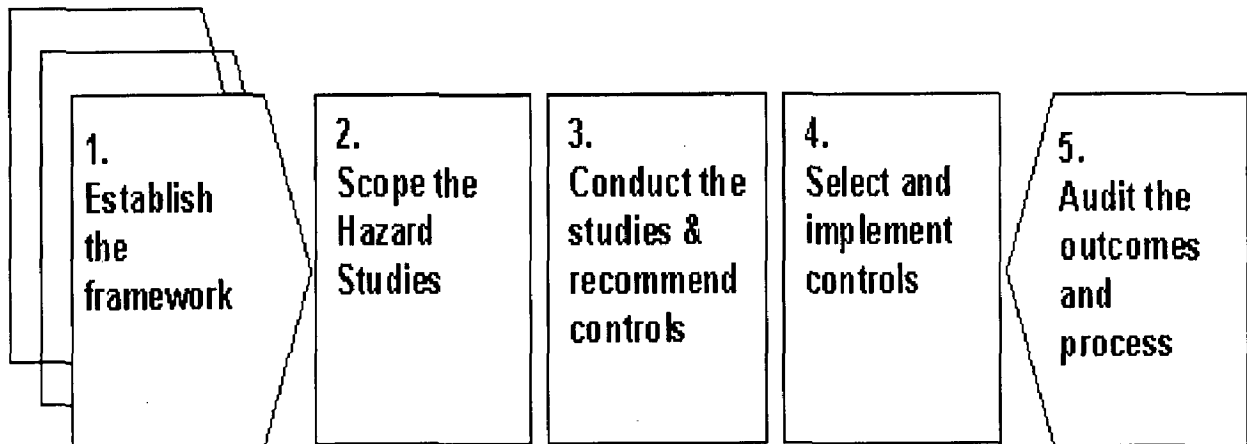 1.
Establish
the
framework
2.
Scope the
Hazard
Studies
3.
Conduct the
studies &
recommend
controls
4.
Select and
implement
controls
5.
Audit the
outcomes
and
process